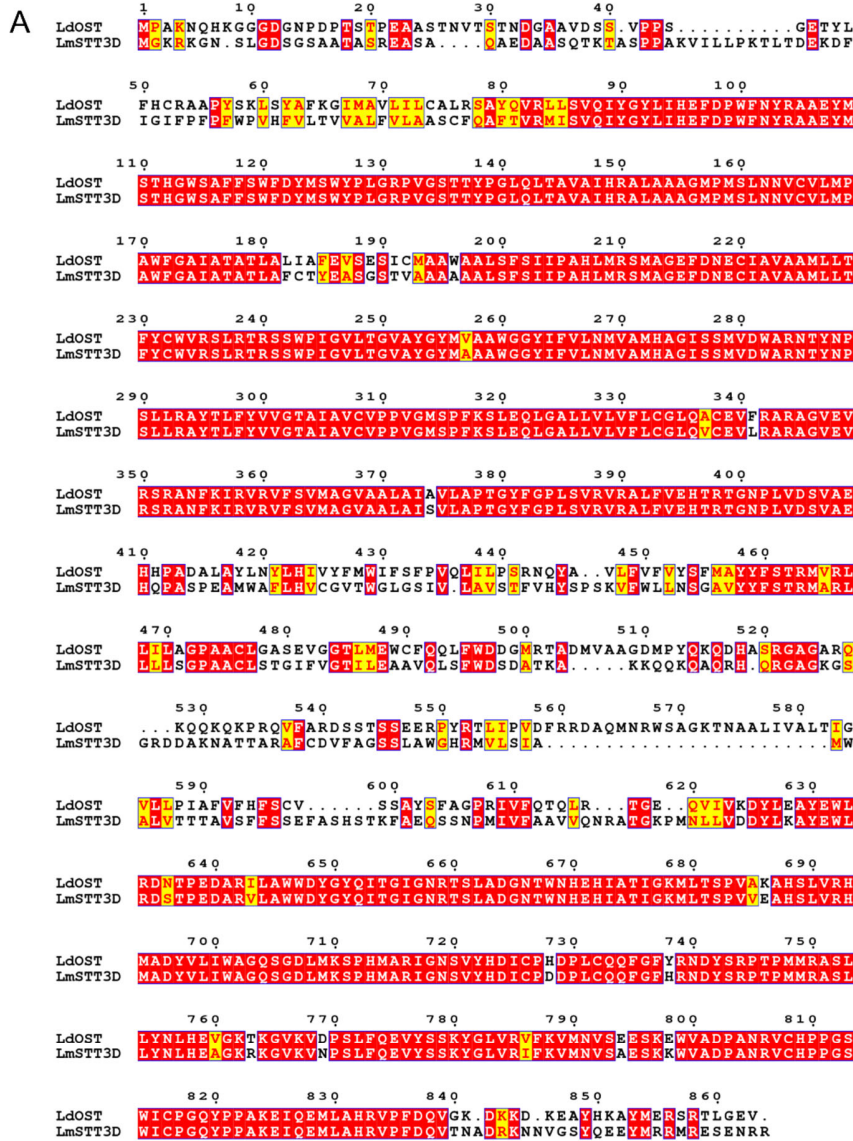 A
1 10 20 30 40
LdOST MPAKNQHKGGGDGNPDPTSTPEAASTNVTSTNDGAAVDSS.VPPS..........GETYL
LmSTT3D MGKRKGN.SLGDSGSAATASREASA....QAEDAASQTKTASPPAKVILLPKTLTDEKDF
50 60 70 80 90 100
LdOST FHCRAAPYSKLSYAFKGIMAVLILCALRSAYQVRLLSVQIYGYLIHEFDPWFNYRAAEYM
LmSTT3D IGIFPFPFWPVHFVLTVVALFVLAASCFQAFTVRMISVQIYGYLIHEFDPWFNYRAAEYM
110 120 130 140 150 160
LdOST STHGWSAFFSWFDYMSWYPLGRPVGSTTYPGLQLTAVAIHRALAAAGMPMSLNNVCVLMP
LmSTT3D STHGWSAFFSWFDYMSWYPLGRPVGSTTYPGLQLTAVAIHRALAAAGMPMSLNNVCVLMP
170 180 190 200 210 220
LdOST AWFGAIATATLALIAFEVSESICMAAWAALSFSIIPAHLMRSMAGEFDNECIAVAAMLLT
LmSTT3D AWFGAIATATLAFCTYEASGSTVAAAAAALSFSIIPAHLMRSMAGEFDNECIAVAAMLLT
230 240 250 260 270 280
LdOST FYCWVRSLRTRSSWPIGVLTGVAYGYMVAAWGGYIFVLNMVAMHAGISSMVDWARNTYNP
LmSTT3D FYCWVRSLRTRSSWPIGVLTGVAYGYMAAAWGGYIFVLNMVAMHAGISSMVDWARNTYNP
290 300 310 320 330 340
LdOST SLLRAYTLFYVVGTAIAVCVPPVGMSPFKSLEQLGALLVLVFLCGLQACEVFRARAGVEV
LmSTT3D SLLRAYTLFYVVGTAIAVCVPPVGMSPFKSLEQLGALLVLVFLCGLQVCEVLRARAGVEV
350 360 370 380 390 400
LdOST RSRANFKIRVRVFSVMAGVAALAIAVLAPTGYFGPLSVRVRALFVEHTRTGNPLVDSVAE
LmSTT3D RSRANFKIRVRVFSVMAGVAALAISVLAPTGYFGPLSVRVRALFVEHTRTGNPLVDSVAE
410 420 430 440 450 460
LdOST HHPADALAYLNYLHIVYFMWIFSFPVQLILPSRNQYA..VLFVFVYSFMAYYFSTRMVRL
LmSTT3D HQPASPEAMWAFLHVCGVTWGLGSIV.LAVSTFVHYSPSKVFWLLNSGAVYYFSTRMARL
470 480 490 500 510 520
LdOST LILAGPAACLGASEVGGTLMEWCFQQLFWDDGMRTADMVAAGDMPYQKQDHASRGAGARQ
LmSTT3D LLLSGPAACLSTGIFVGTILEAAVQLSFWDSDATKA.....KKQQKQAQRH.QRGAGKGS
530 540 550 560 570 580
LdOST ...KQQKQKPRQVFARDSSTSSEERPYRTLIPVDFRRDAQMNRWSAGKTNAALIVALTIG
LmSTT3D GRDDAKNATTARAFCDVFAGSSLAWGHRMVLSIA..........................MW
590 600 610 620 630
LdOST VLLPIAFVFHFSCV......SSAYSFAGPRIVFQTQLR..TGE..QVIVKDYLEAYEWL
LmSTT3D ALVTTTAVSFFSSEFASHSTKFAEQSSNPMIVFAAVVQNRATGKPMNLLVDDYLKAYEWL
640 650 660 670 680 690
LdOST RDNTPEDARILAWWDYGYQITGIGNRTSLADGNTWNHEHIATIGKMLTSPVAKAHSLVRH
LmSTT3D RDSTPEDARVLAWWDYGYQITGIGNRTSLADGNTWNHEHIATIGKMLTSPVVEAHSLVRH
700 710 720 730 740 750
LdOST MADYVLIWAGQSGDLMKSPHMARIGNSVYHDICPHDPLCQQFGFYRNDYSRPTPMMRASL
LmSTT3D MADYVLIWAGQSGDLMKSPHMARIGNSVYHDICPDDPLCQQFGFHRNDYSRPTPMMRASL
760 770 780 790 800 810
LdOST LYNLHEVGKTKGVKVDPSLFQEVYSSKYGLVRVFKVMNVSEESKEWVADPANRVCHPPGS
LmSTT3D LYNLHEAGKRKGVKVNPSLFQEVYSSKYGLVRIFKVMNVSAESKKWVADPANRVCHPPGS
820 830 840 850 860
LdOST WICPGQYPPAKEIQEMLAHRVPFDQVGK.DKKD.KEAYHKAYMERSRTLGEV.
LmSTT3D WICPGQYPPAKEIQEMLAHRVPFDQVTNADRKNNVGSYQEEYMRRMRESENRR